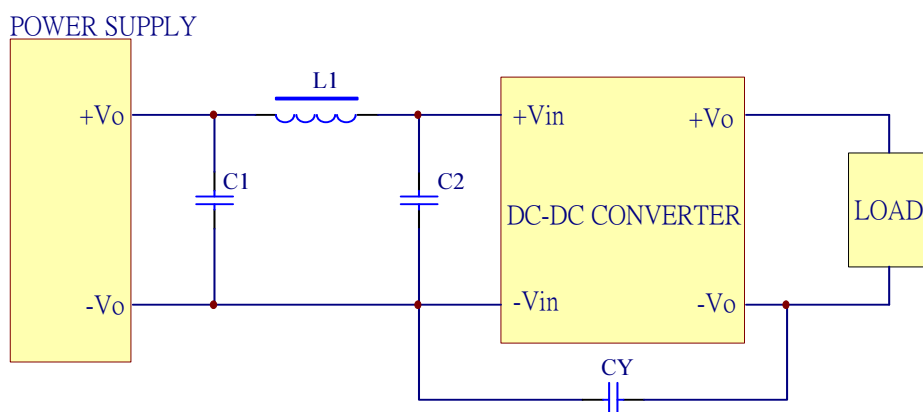 POWER SUPPLY
L1
+Vo
+Vin
+Vo
C1
C2
DC-DC CONVERTER
LOAD
-Vo
-Vin
-Vo
CY